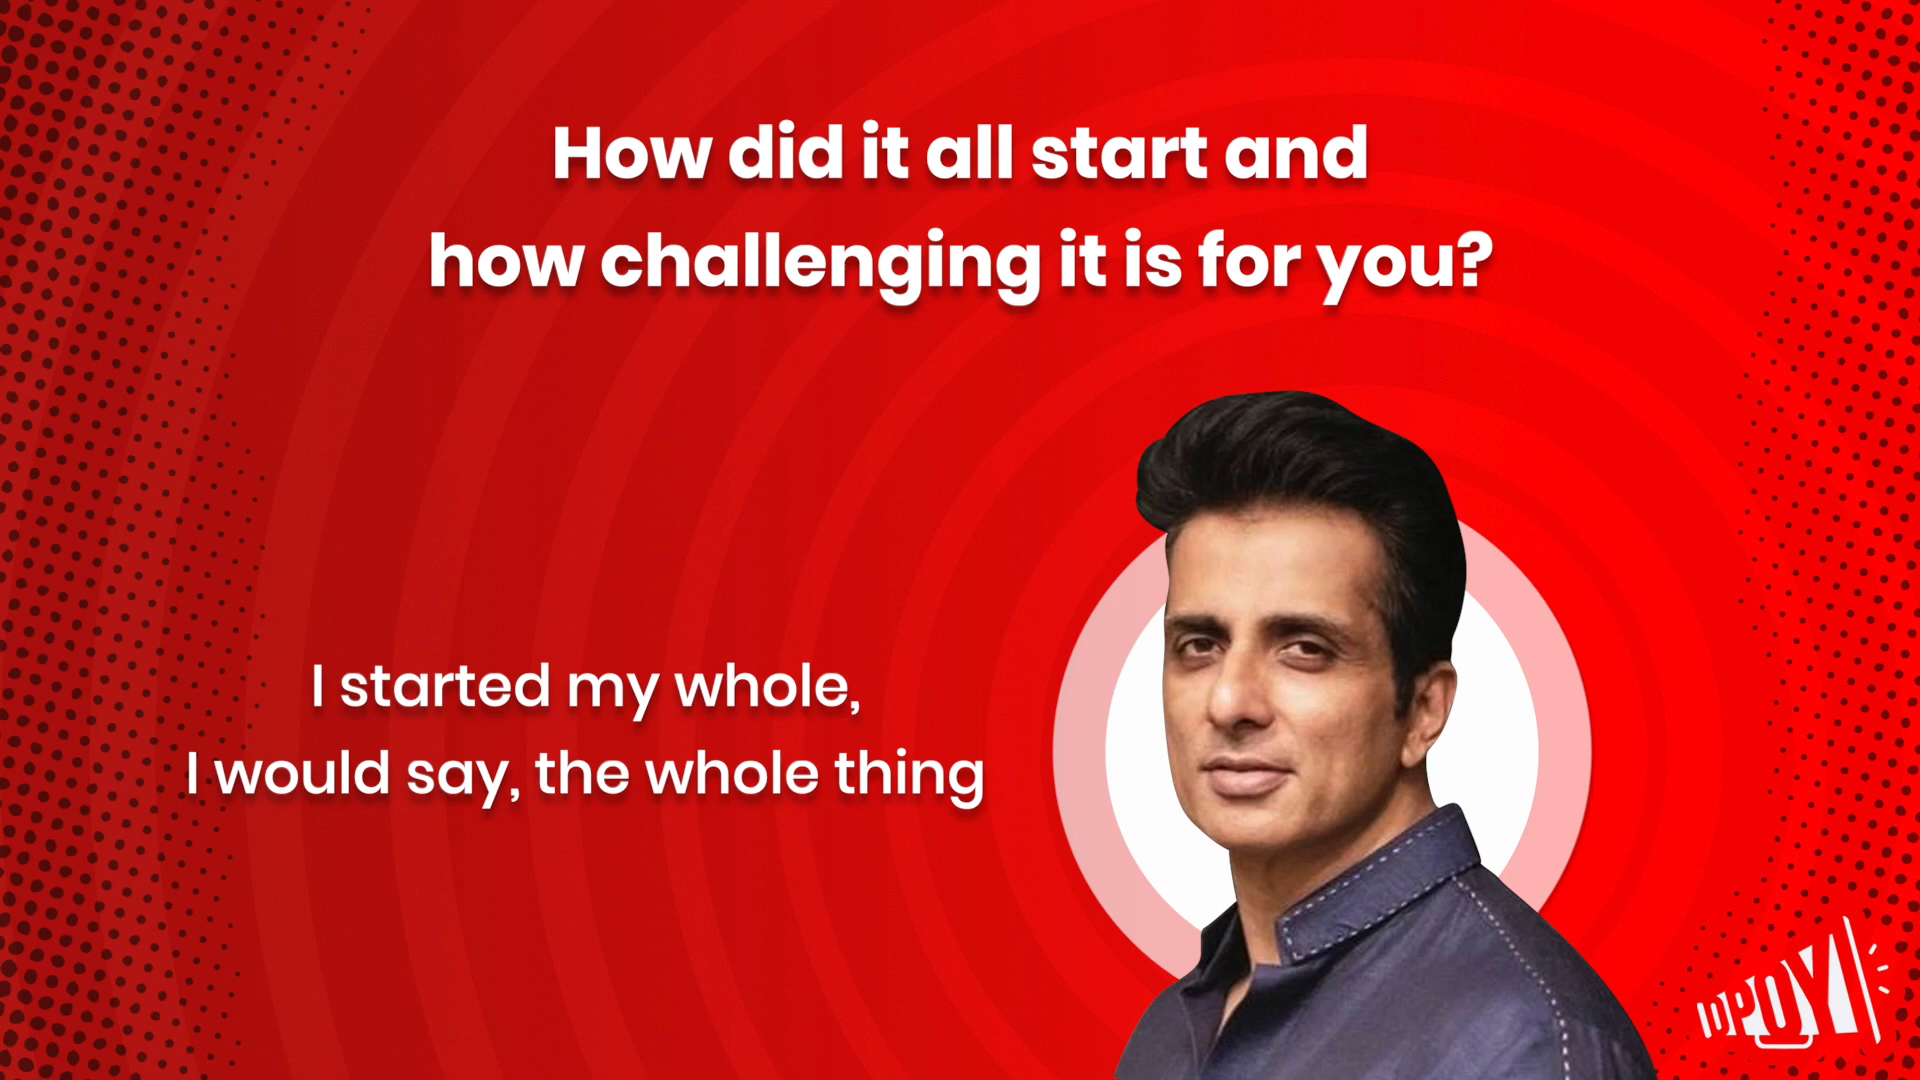 How did it all start and
how challenging it is for you?
I started my whole,
I would say, the whole thing